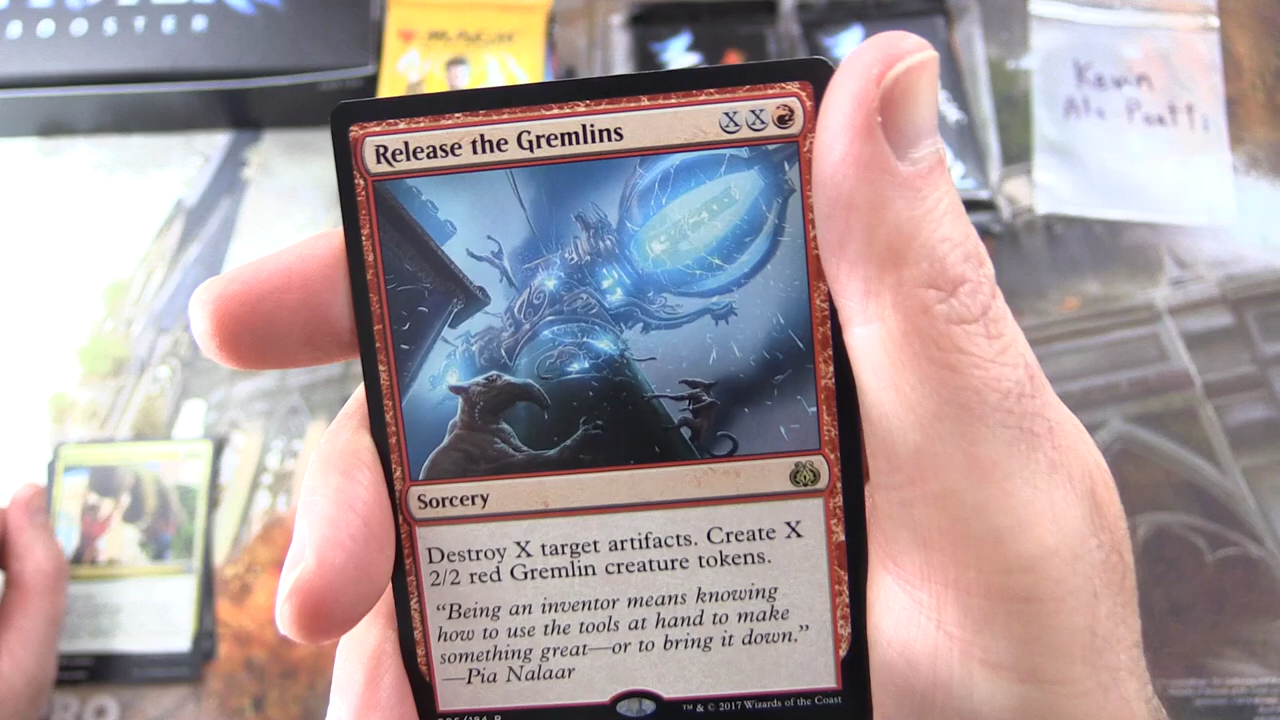 BOOSTER
Kevin
Release the Gremlins
XX
Sorcery
Destroy X target artifacts. Create X
2/2 red Gremlin creature tokens.
“Being an inventor means knowing
how to use the tools at hand to make
something great—or to bring it down.”
—Pia Nalaar
™ & © 2017 Wizards of the Coast